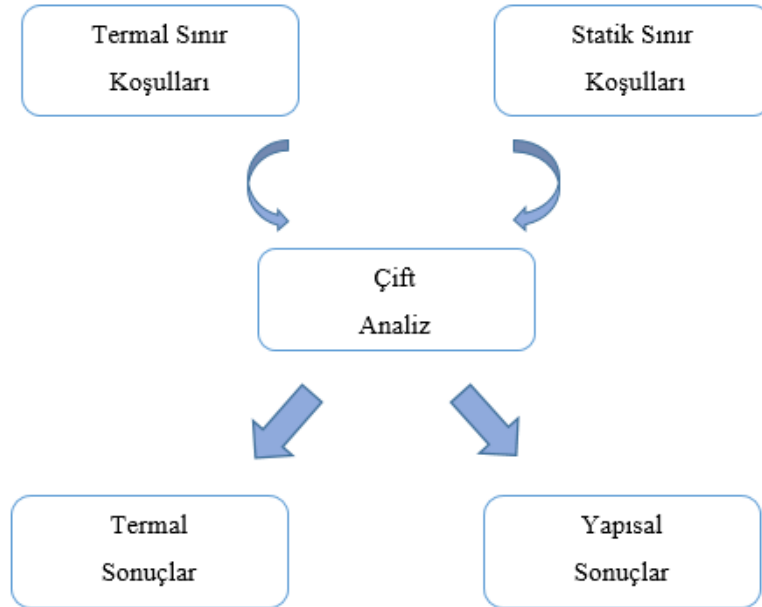 Termal Sınır
Koşulları
Statik Sınır
Koşulları
Çift
Analiz
Termal
Sonuçlar
Yapısal
Sonuçlar